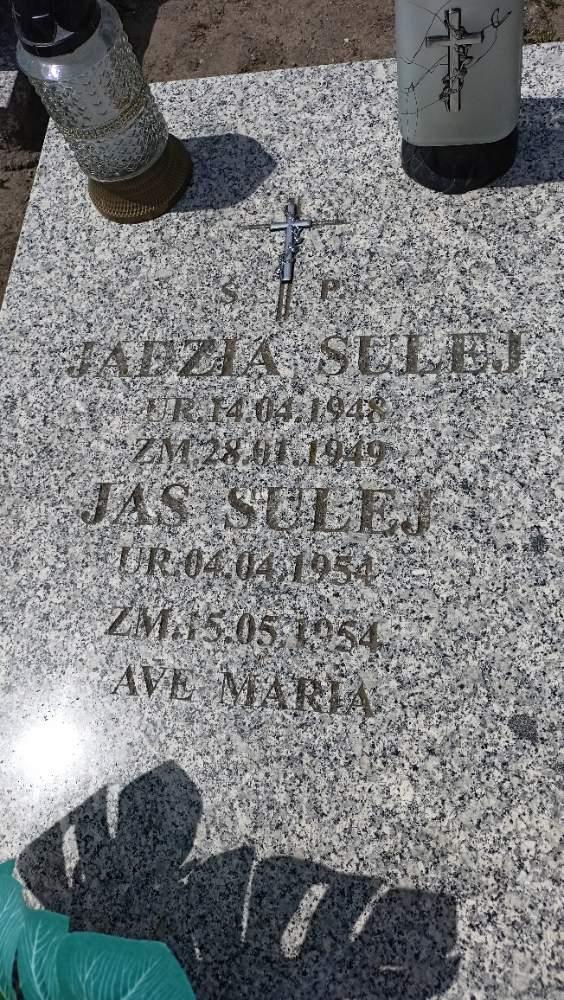 Ś P.
JADZIA SULEJ
UR.14.04.1948
ZM.28.01.1949
JAŚ SULEJ
UR.04.04.1954
ZM.15.05.1954
AVE MARIA